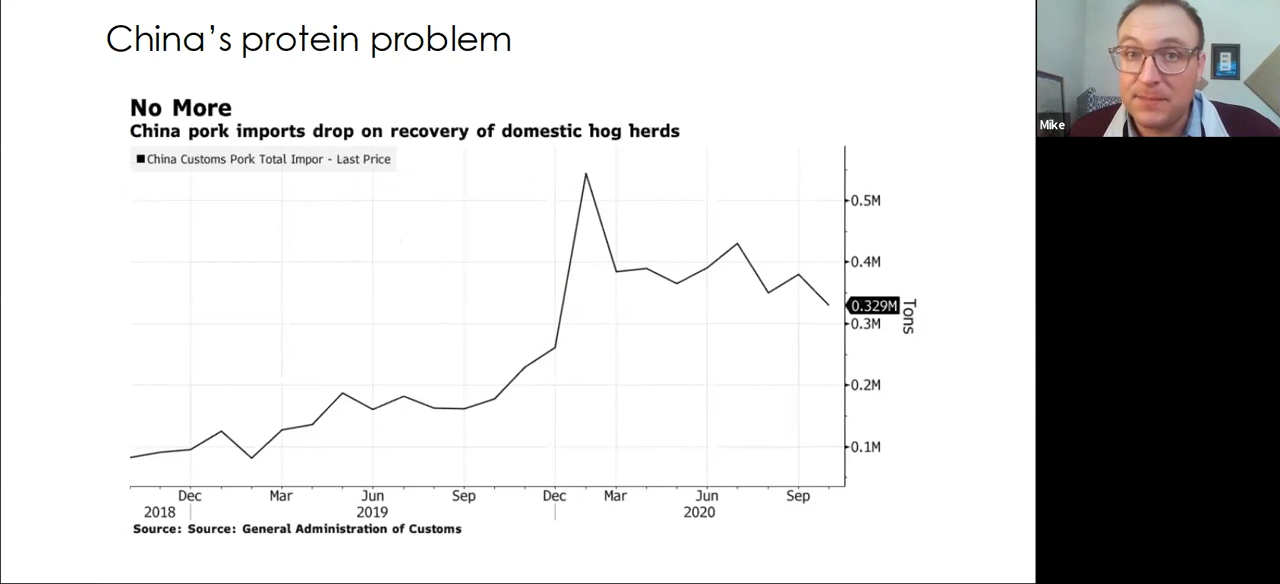 China's protein problem
No More
China pork imports drop on recovery of domestic hog herds
China Customs Pork Total Impor - Last Price
0.5M
0.4M
0.329M
0.3M
0.2M
0.1M
Tons
Dec Mar Jun Sep Dec Mar Jun Sep
2018 2019 2020
Source: Source: General Administration of Customs
Mike